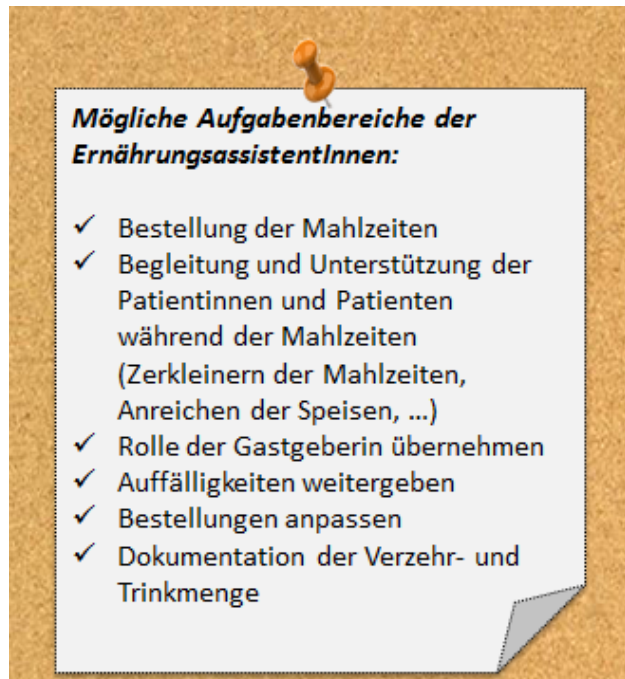 Mögliche Aufgabenbereiche der
ErnährungsassistentInnen:
✓ Bestellung der Mahlzeiten
✓ Begleitung und Unterstützung der
Patientinnen und Patienten
während der Mahlzeiten
(Zerkleinern der Mahlzeiten,
Anreichen der Speisen, …)
✓ Rolle der Gastgeberin übernehmen
✓ Auffälligkeiten weitergeben
✓ Bestellungen anpassen
✓ Dokumentation der Verzehr- und
Trinkmenge